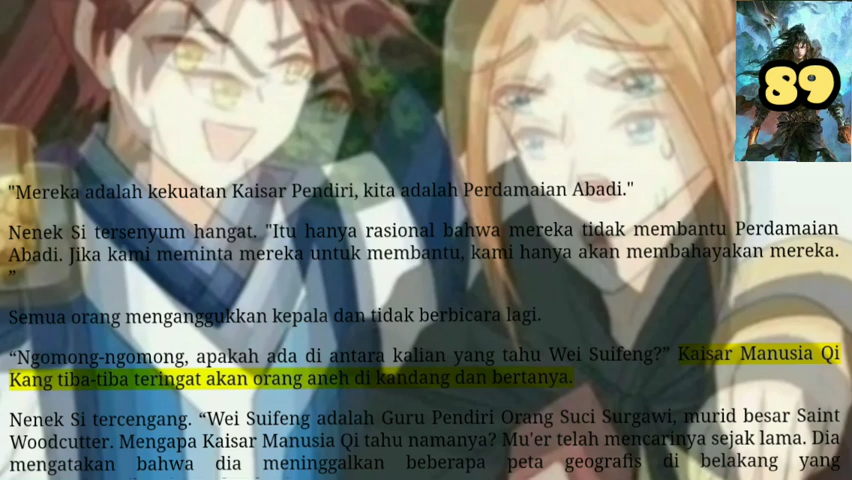 89
"Mereka adalah kekuatan Kaisar Pendiri, kita adalah Perdamaian Abadi."
Nenek Si tersenyum hangat. "Itu hanya rasional bahwa mereka tidak membantu Perdamaian
Abadi. Jika kami meminta mereka untuk membantu, kami hanya akan membahayakan mereka.
”
Semua orang menganggukkan kepala dan tidak berbicara lagi.
“Ngomong-ngomong, apakah ada di antara kalian yang tahu Wei Suifeng?” Kaisar Manusia Qi
Kang tiba-tiba teringat akan orang aneh di kandang dan bertanya.
Nenek Si tercengang. “Wei Suifeng adalah Guru Pendiri Orang Suci Surgawi, murid besar Saint
Woodcutter. Mengapa Kaisar Manusia Qi tahu namanya? Mu'er telah mencarinya sejak lama. Dia
mengatakan bahwa dia meninggalkan beberapa peta geografis di belakang yang